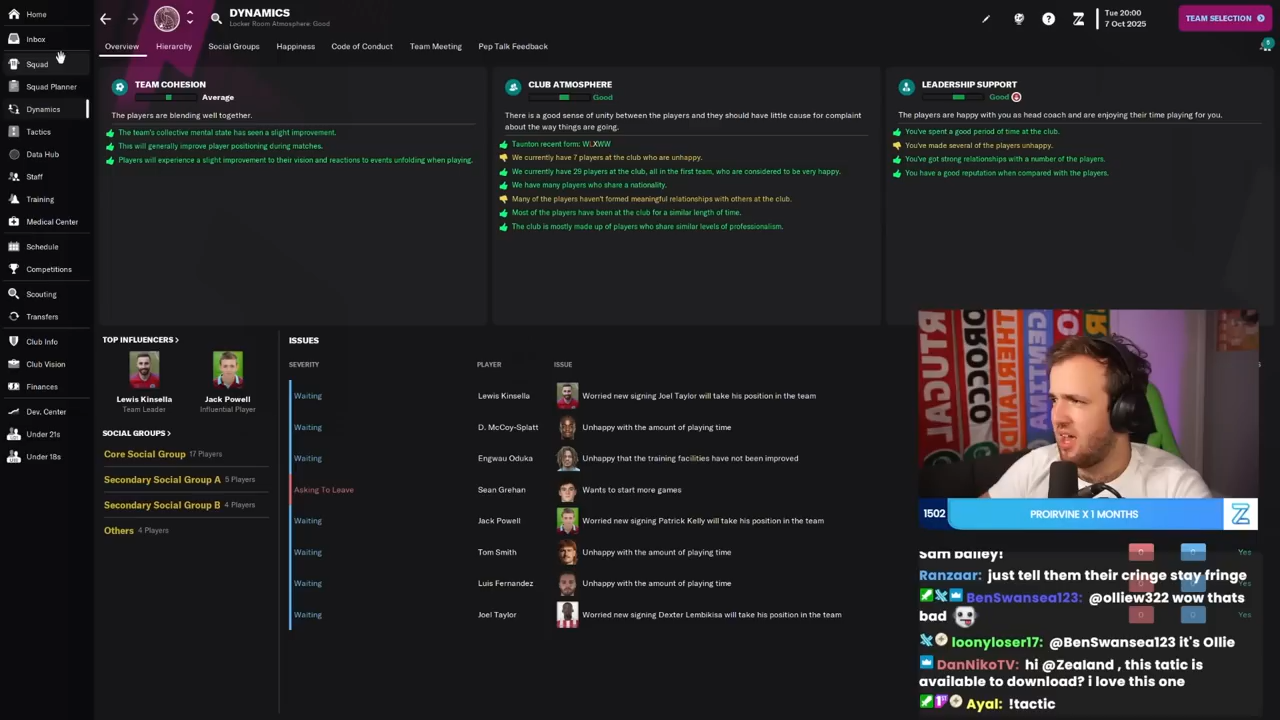 Home
Inbox
Squad
Squad Planner
Dynamics
Tactics
Data Hub
Staff
Training
Medical Center
Schedule
Competitions
Scouting
Transfers
Club Info
Club Vision
Finances
Dev. Center
Under 21s
Under 18s
DYNAMICS
Locker Room Atmosphere: Good
Tue 20:00
7 Oct 2025
TEAM SELECTION
Overview
Hierarchy
Social Groups
Happiness
Code of Conduct
Team Meeting
Pep Talk Feedback
TEAM COHESION
Average
The players are blending well together.
The team's collective mental state has seen a slight improvement.
This will generally improve player positioning during matches.
Players will experience a slight improvement to their vision and reactions to events unfolding when playing.
CLUB ATMOSPHERE
Good
There is a good sense of unity between the players and they should have little cause for complaint
about the way things are going.
Taunton recent form: WLXWW
We currently have 7 players at the club who are unhappy.
We currently have 29 players at the club, all in the first team, who are considered to be very happy.
We have many players who share a nationality.
Many of the players haven't formed meaningful relationships with others at the club.
Most of the players have been at the club for a similar length of time.
The club is mostly made up of players who share similar levels of professionalism.
LEADERSHIP SUPPORT
Good
The players are happy with you as head coach and are enjoying their time playing for you.
You've spent a good period of time at the club.
You've made several of the players unhappy.
You've got strong relationships with a number of the players.
You have a good reputation when compared with the players.
TOP INFLUENCERS >
Lewis Kinsella
Team Leader
Jack Powell
Influential Player
SOCIAL GROUPS >
Core Social Group 17 Players
Secondary Social Group A 5 Players
Secondary Social Group B 4 Players
Others 4 Players
ISSUES
SEVERITY PLAYER ISSUE
Waiting Lewis Kinsella Worried new signing Joel Taylor will take his position in the team
Waiting D. McCoy-Splatt Unhappy with the amount of playing time
Waiting Engwau Oduka Unhappy that the training facilities have not been improved
Asking To Leave Sean Grehan Wants to start more games
Waiting Jack Powell Worried new signing Patrick Kelly will take his position in the team
Waiting Tom Smith Unhappy with the amount of playing time
Waiting Luis Fernandez Unhappy with the amount of playing time
Waiting Joel Taylor Worried new signing Dexter Lembikisa will take his position in the team
1502 PROIRVINE X 1 MONTHS
Sam bailey!
0 0 Yes
Ranzaar: just tell them their cringe stay fringe
BenSwansea123: @olliew322 wow thats
bad
loonyloser17: @BenSwansea123 it's Ollie
DanNikoTV: hi @Zealand , this tatic is
available to download? i love this one
Ayal: !tactic